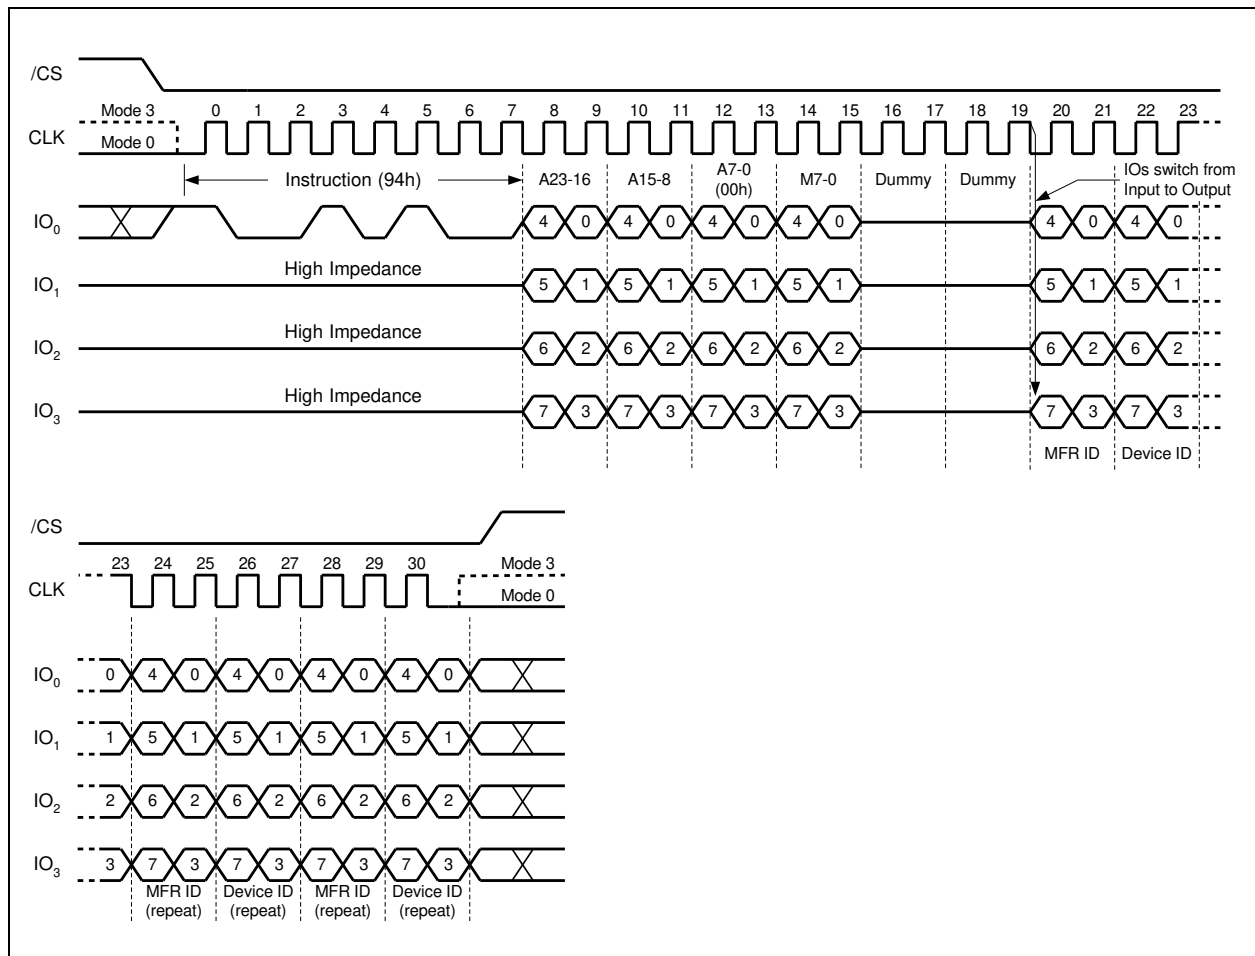 /CS
Mode 3
0 1 2 3 4 5 6 7 8 9 10 11 12 13 14 15 16 17 18 19 20 21 22 23
CLK
Mode 0
Instruction (94h)
A23-16
A15-8
A7-0
(00h)
M7-0
Dummy
Dummy
IOs switch from
Input to Output
IO0
4 0 4 0 4 0 4 0 4 0 4 0
High Impedance
IO1
5 1 5 1 5 1 5 1 5 1 5 1
High Impedance
IO2
6 2 6 2 6 2 6 2 6 2 6 2
High Impedance
IO3
7 3 7 3 7 3 7 3 7 3 7 3
MFR ID
Device ID
/CS
23 24 25 26 27 28 29 30
Mode 3
CLK
Mode 0
IO0
0 4 0 4 0 4 0 4 0
IO1
1 5 1 5 1 5 1 5 1
IO2
2 6 2 6 2 6 2 6 2
IO3
3 7 3 7 3 7 3 7 3
MFR ID
(repeat)
Device ID
(repeat)
MFR ID
(repeat)
Device ID
(repeat)